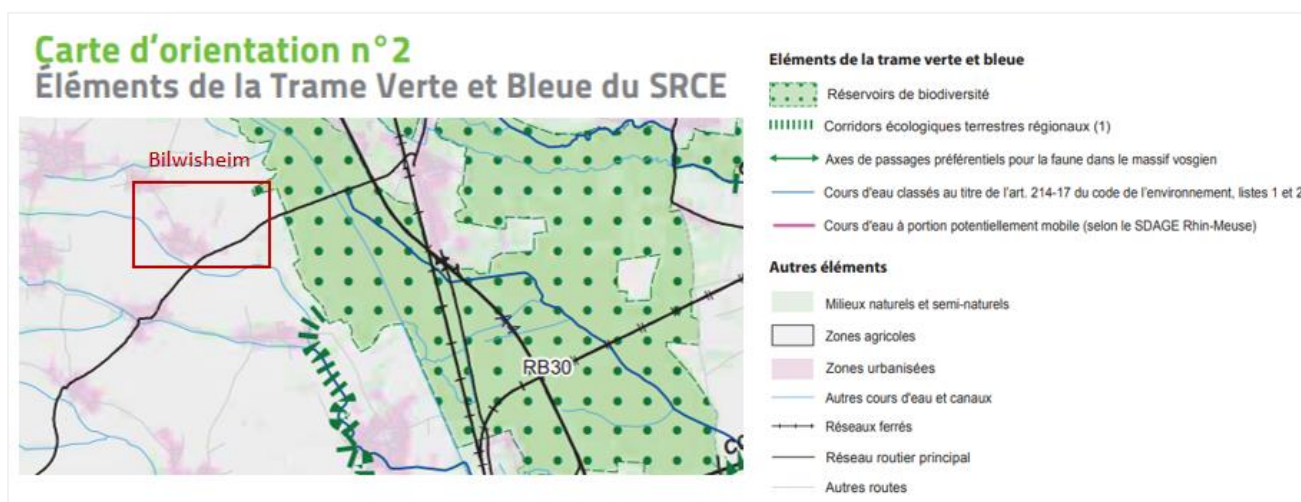 Carte d'orientation n°2
Éléments de la Trame Verte et Bleue du SRCE
Bilwisheim
RB30
Eléments de la trame verte et bleue
Réservoirs de biodiversité
Corridors écologiques terrestres régionaux (1)
Axes de passages préférentiels pour la faune dans le massif vosgien
Cours d'eau classés au titre de l'art. 214-17 du code de l'environnement, listes 1 et 2
Cours d'eau à portion potentiellement mobile (selon le SDAGE Rhin-Meuse)
Autres éléments
Milieux naturels et semi-naturels
Zones agricoles
Zones urbanisées
Autres cours d'eau et canaux
Réseaux ferrés
Réseau routier principal
Autres routes